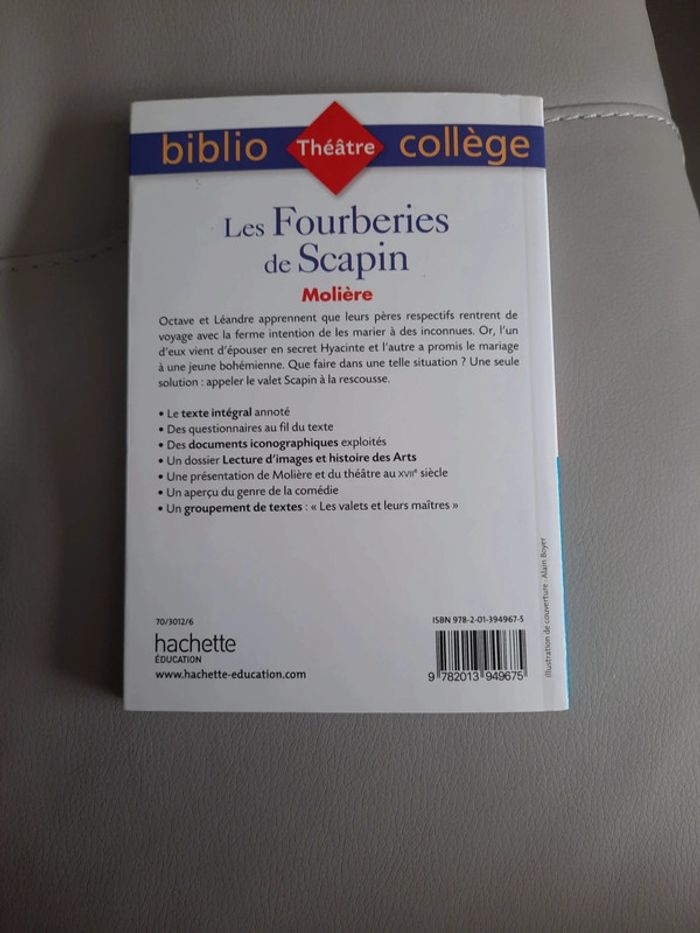 biblio Théâtre collège
Les Fourberies
de Scapin
Molière
Octave et Léandre apprennent que leurs pères respectifs rentrent de
voyage avec la ferme intention de les marier à des inconnues. Or, l'un
d'eux vient d'épouser en secret Hyacinte et l'autre a promis le mariage
à une jeune bohémienne. Que faire dans une telle situation ? Une seule
solution : appeler le valet Scapin à la rescousse.
• Le texte intégral annoté
• Des questionnaires au fil du texte
• Des documents iconographiques exploités
• Un dossier Lecture d'images et histoire des Arts
• Une présentation de Molière et du théâtre au XVIIe siècle
• Un aperçu du genre de la comédie
• Un groupement de textes : « Les valets et leurs maîtres »
70/3012/6
hachette
ÉDUCATION
www.hachette-education.com
ISBN 978-2-01-394967-5
9 782013 949675
Illustration de couverture : Alain Boyer